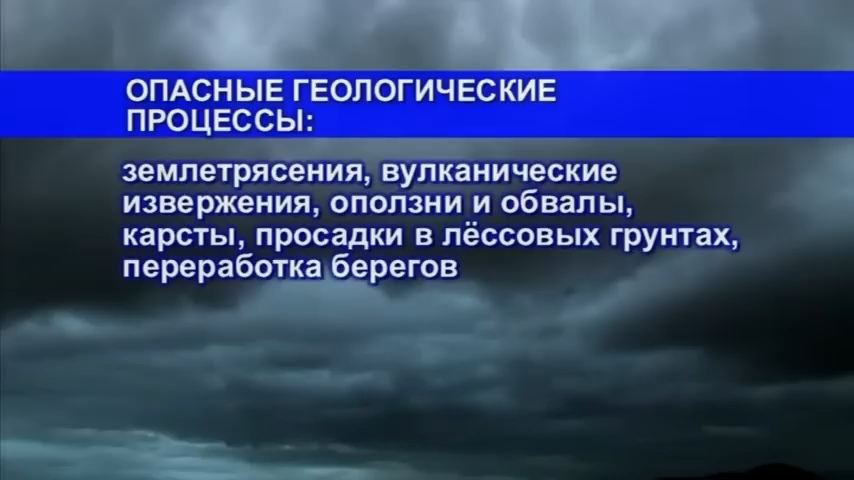 ОПАСНЫЕ ГЕОЛОГИЧЕСКИЕ
ПРОЦЕССЫ:
землетрясения, вулканические
извержения, оползни и обвалы,
карсты, просадки в лёссовых грунтах,
переработка берегов